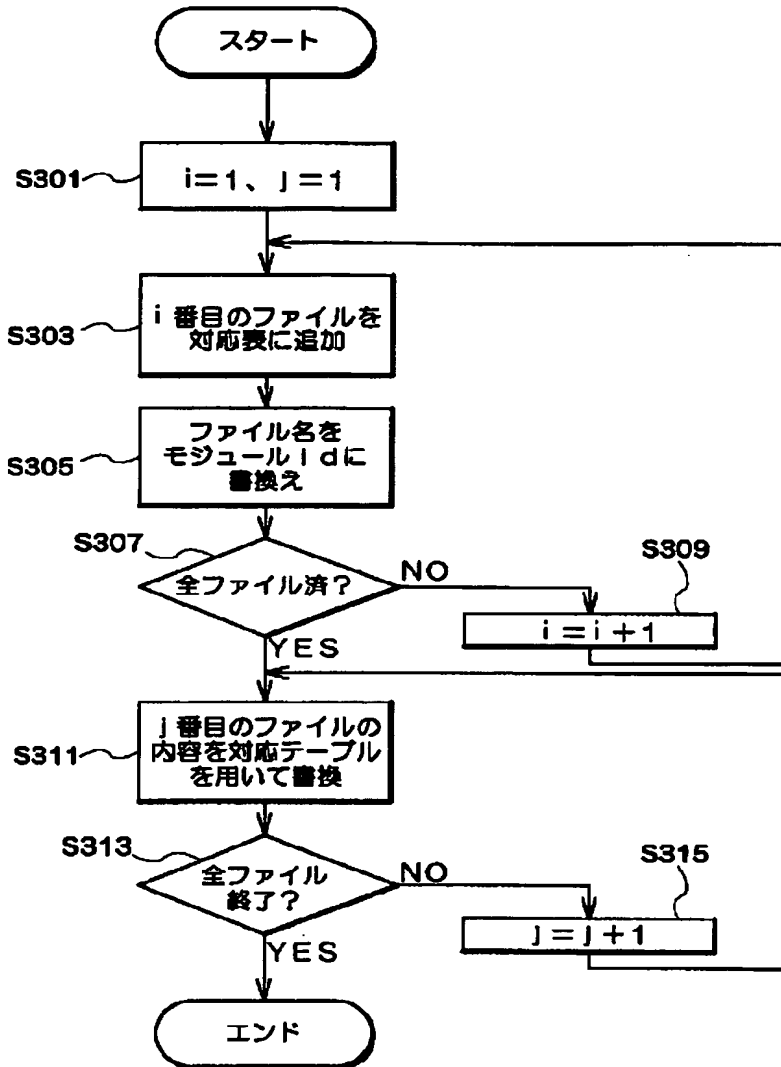 スタート
S301
i=1、j=1
S303
i番目のファイルを
対応表に追加
S305
ファイル名を
モジュールidに
書換え
S307
全ファイル済?
NO
S309
i=i+1
YES
S311
j番目のファイルの
内容を対応テーブル
を用いて書換
S313
全ファイル
終了?
NO
S315
j=j+1
YES
エンド